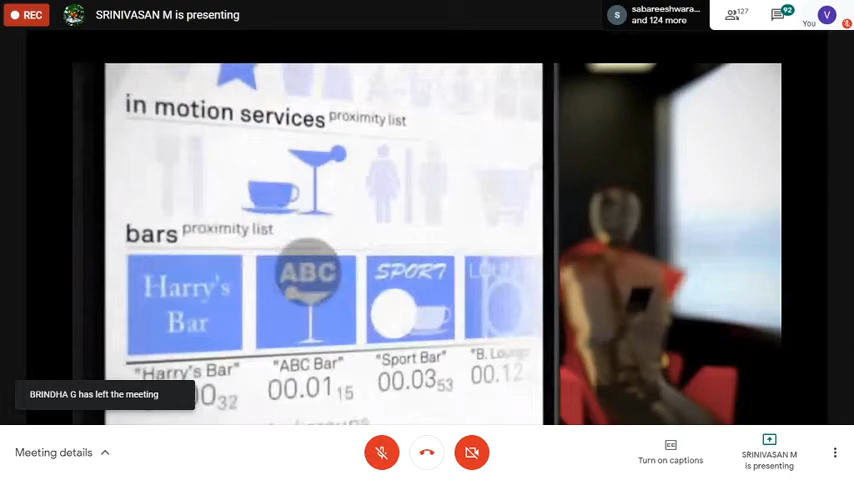 REC
SRINIVASAN M is presenting
S
sabareeshwara...
and 124 more
127
92
You
V
in motion services proximity list
bars proximity list
Harry's
Bar
ABC
SPORT
"Harry's Bar"
"ABC Bar"
"Sport Bar"
00.01 15
00.03 53
00.12
32
BRINDHA G has left the meeting
Meeting details
Turn on captions
SRINIVASAN M
is presenting